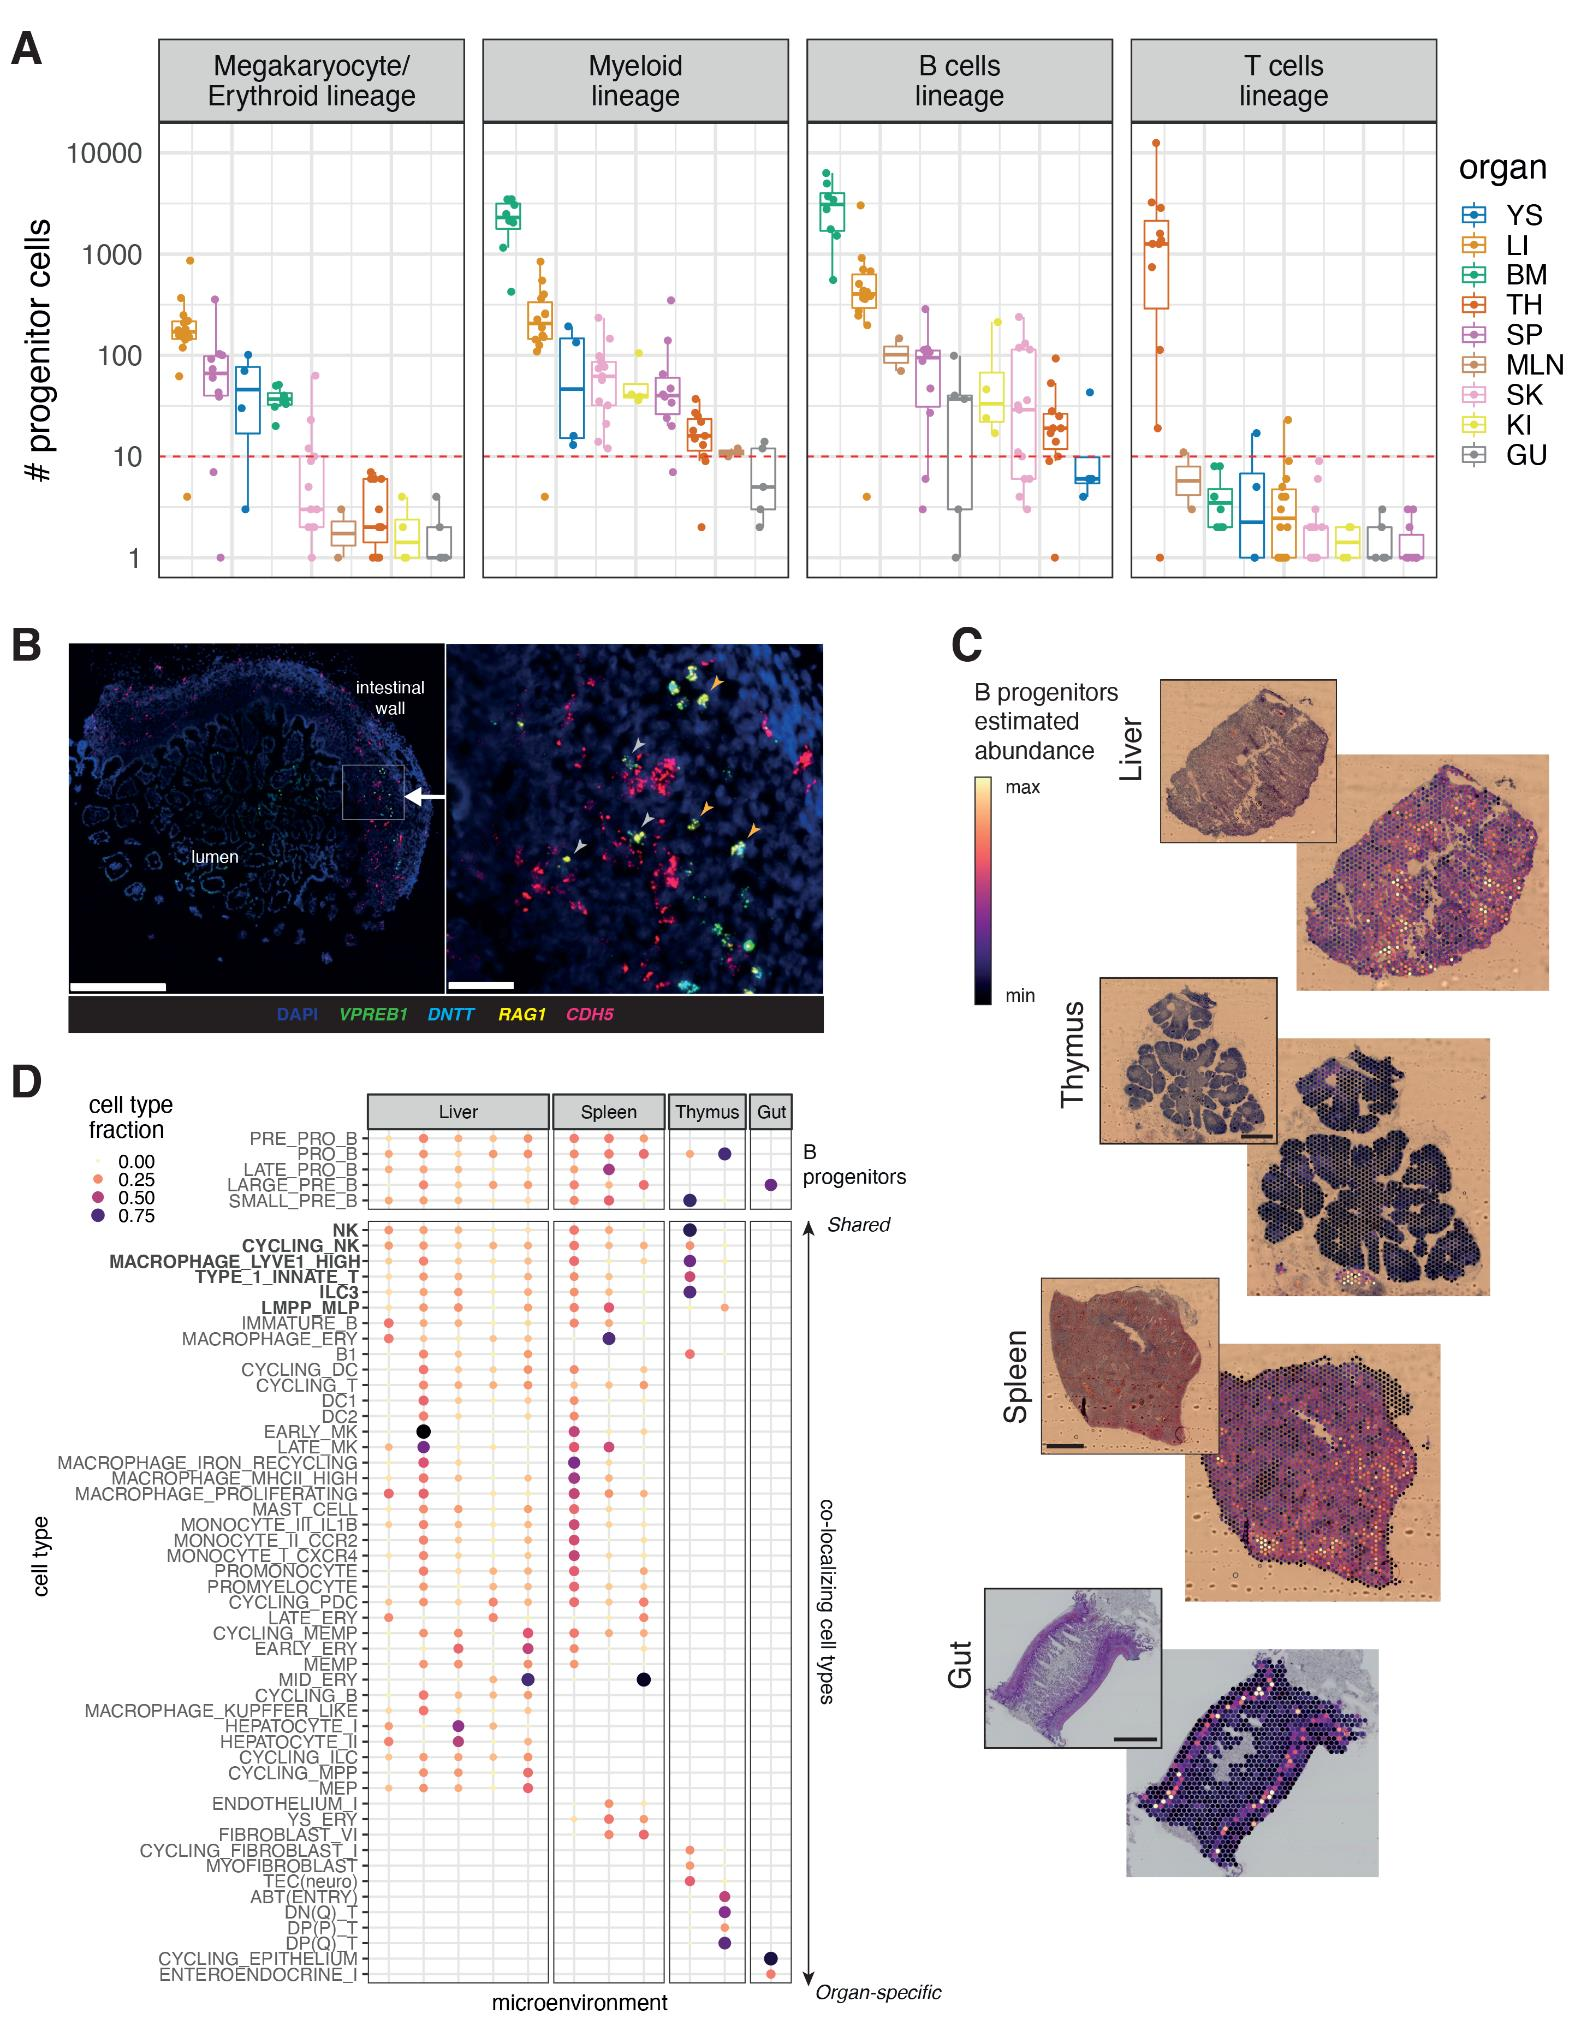 A
Megakaryocyte/
Erythroid lineage
Myeloid
lineage
B cells
lineage
T cells
lineage
# progenitor cells
10000
1000
100
10
1
organ
YS
LI
BM
TH
SP
MLN
SK
KI
GU
B
intestinal
wall
lumen
DAPI VPREB1 DNTT RAG1 CDH5
C
B progenitors
estimated
abundance
max
min
Liver
Thymus
Spleen
Gut
D
cell type
fraction
0.00
0.25
0.50
0.75
Liver Spleen Thymus Gut
PRE_PRO_B
PRO_B
LATE_PRO_B
LARGE_PRE_B
SMALL_PRE_B
B
progenitors
NK
CYCLING_NK
MACROPHAGE_LYVE1_HIGH
TYPE_1_INNATE_T
ILC3
LMPP_MLP
IMMATURE_B
MACROPHAGE_ERY
B1
CYCLING_DC
CYCLING_T
DC1
DC2
EARLY_MK
LATE_MK
MACROPHAGE_IRON_RECYCLING
MACROPHAGE_MHCII_HIGH
MACROPHAGE_PROLIFERATING
MAST_CELL
MONOCYTE_III_IL1B
MONOCYTE_II_CCR2
MONOCYTE_I_CXCR4
PROMONOCYTE
PROMYELOCYTE
CYCLING_PDC
LATE_ERY
CYCLING_MEMP
EARLY_ERY
MEMP
MID_ERY
CYCLING_B
MACROPHAGE_KUPFFER_LIKE
HEPATOCYTE_I
HEPATOCYTE_II
CYCLING_ILC
CYCLING_MPP
MEP
ENDOTHELIUM_I
YS_ERY
FIBROBLAST_VI
CYCLING_FIBROBLAST_I
MYOFIBROBLAST
TEC(neuro)
ABT(ENTRY)
DN(Q)_T
DP(P)_T
DP(Q)_T
CYCLING_EPITHELIUM
ENTEROENDOCRINE_I
cell type
microenvironment
Shared
co-localizing cell types
Organ-specific